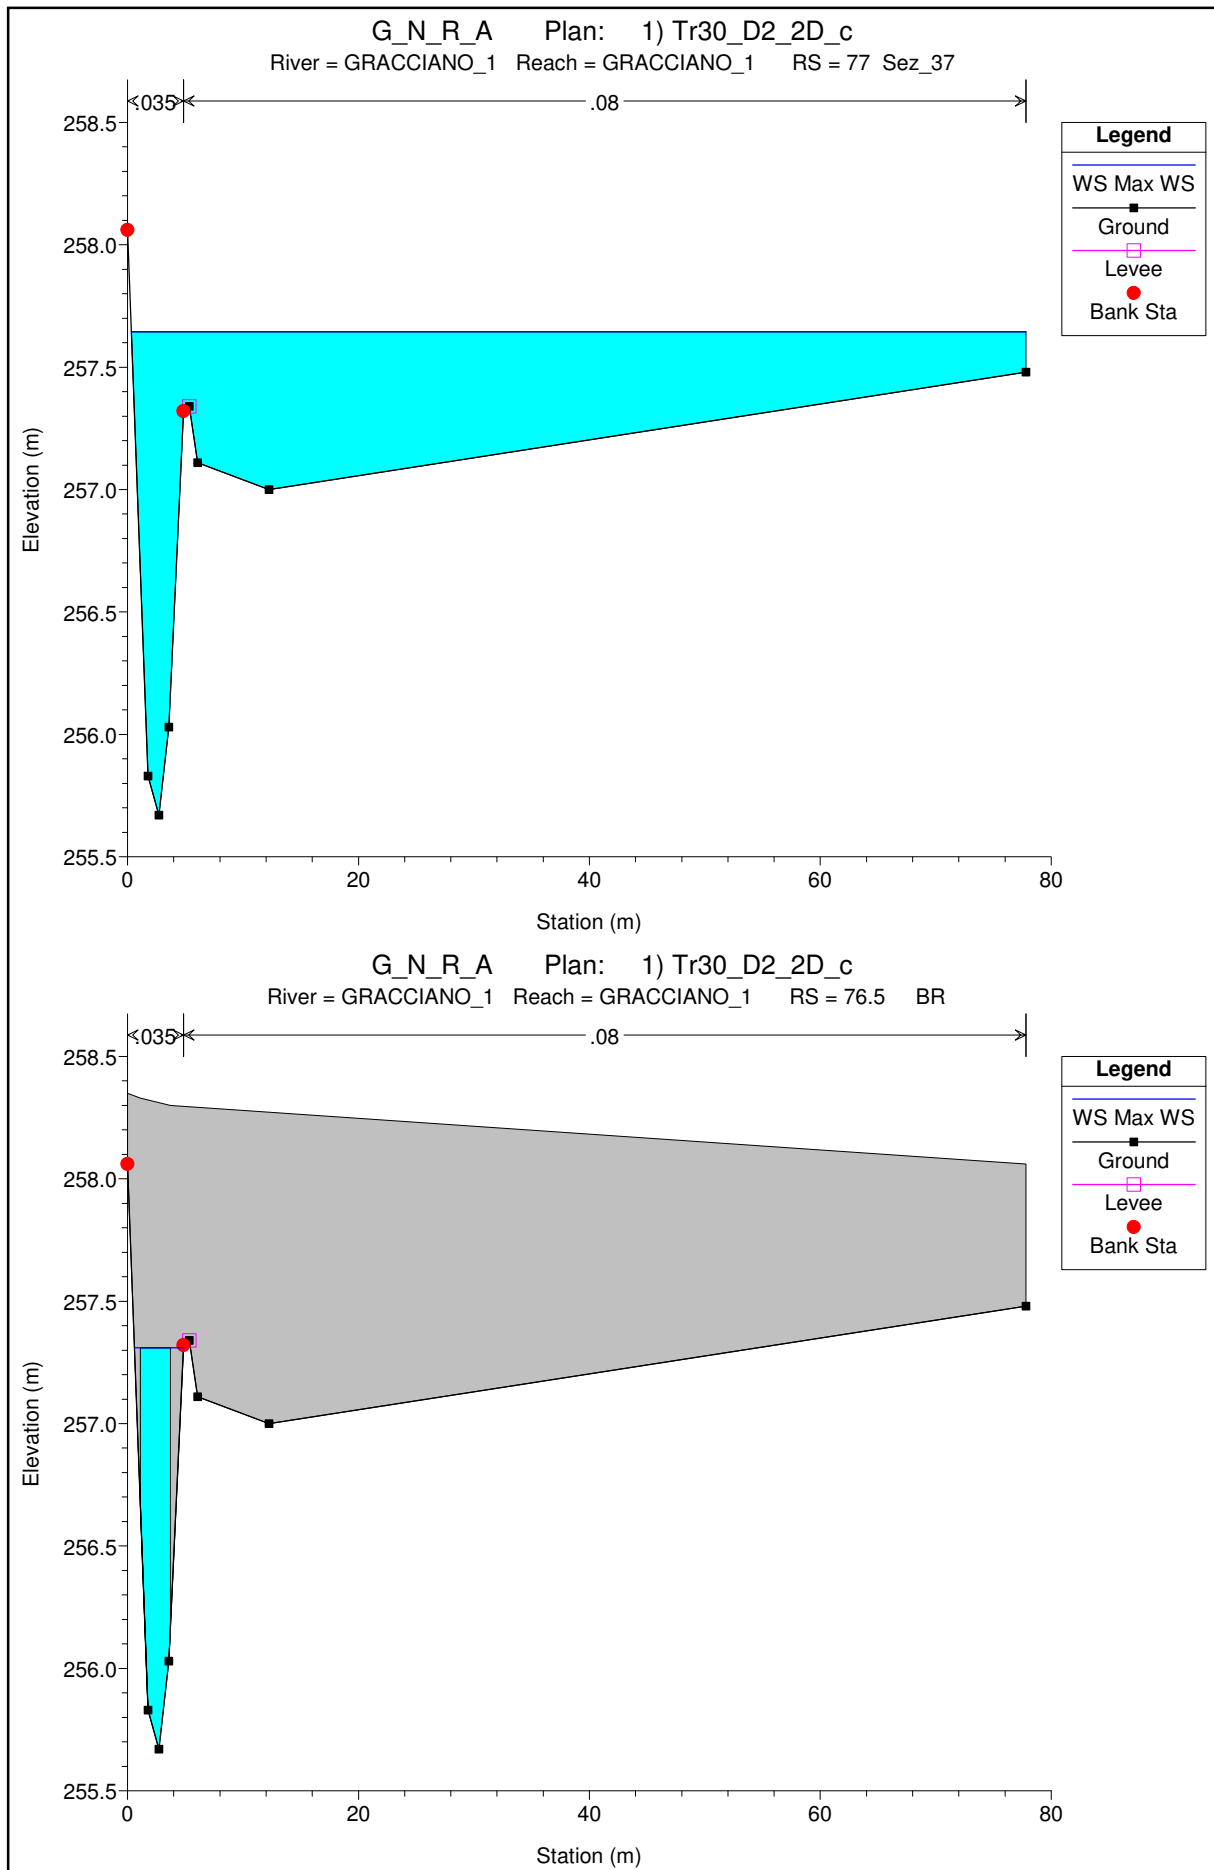 G_N_R_A Plan: 1) Tr30_D2_2D_c
River = GRACCIANO_1 Reach = GRACCIANO_1 RS = 77 Sez_37
.035
.08
Legend
WS Max WS
Ground
Levee
Bank Sta
258.5
258.0
257.5
257.0
256.5
256.0
255.5
Elevation (m)
0 20 40 60 80
Station (m)
G_N_R_A Plan: 1) Tr30_D2_2D_c
River = GRACCIANO_1 Reach = GRACCIANO_1 RS = 76.5 BR
.035
.08
Legend
WS Max WS
Ground
Levee
Bank Sta
258.5
258.0
257.5
257.0
256.5
256.0
255.5
Elevation (m)
0 20 40 60 80
Station (m)